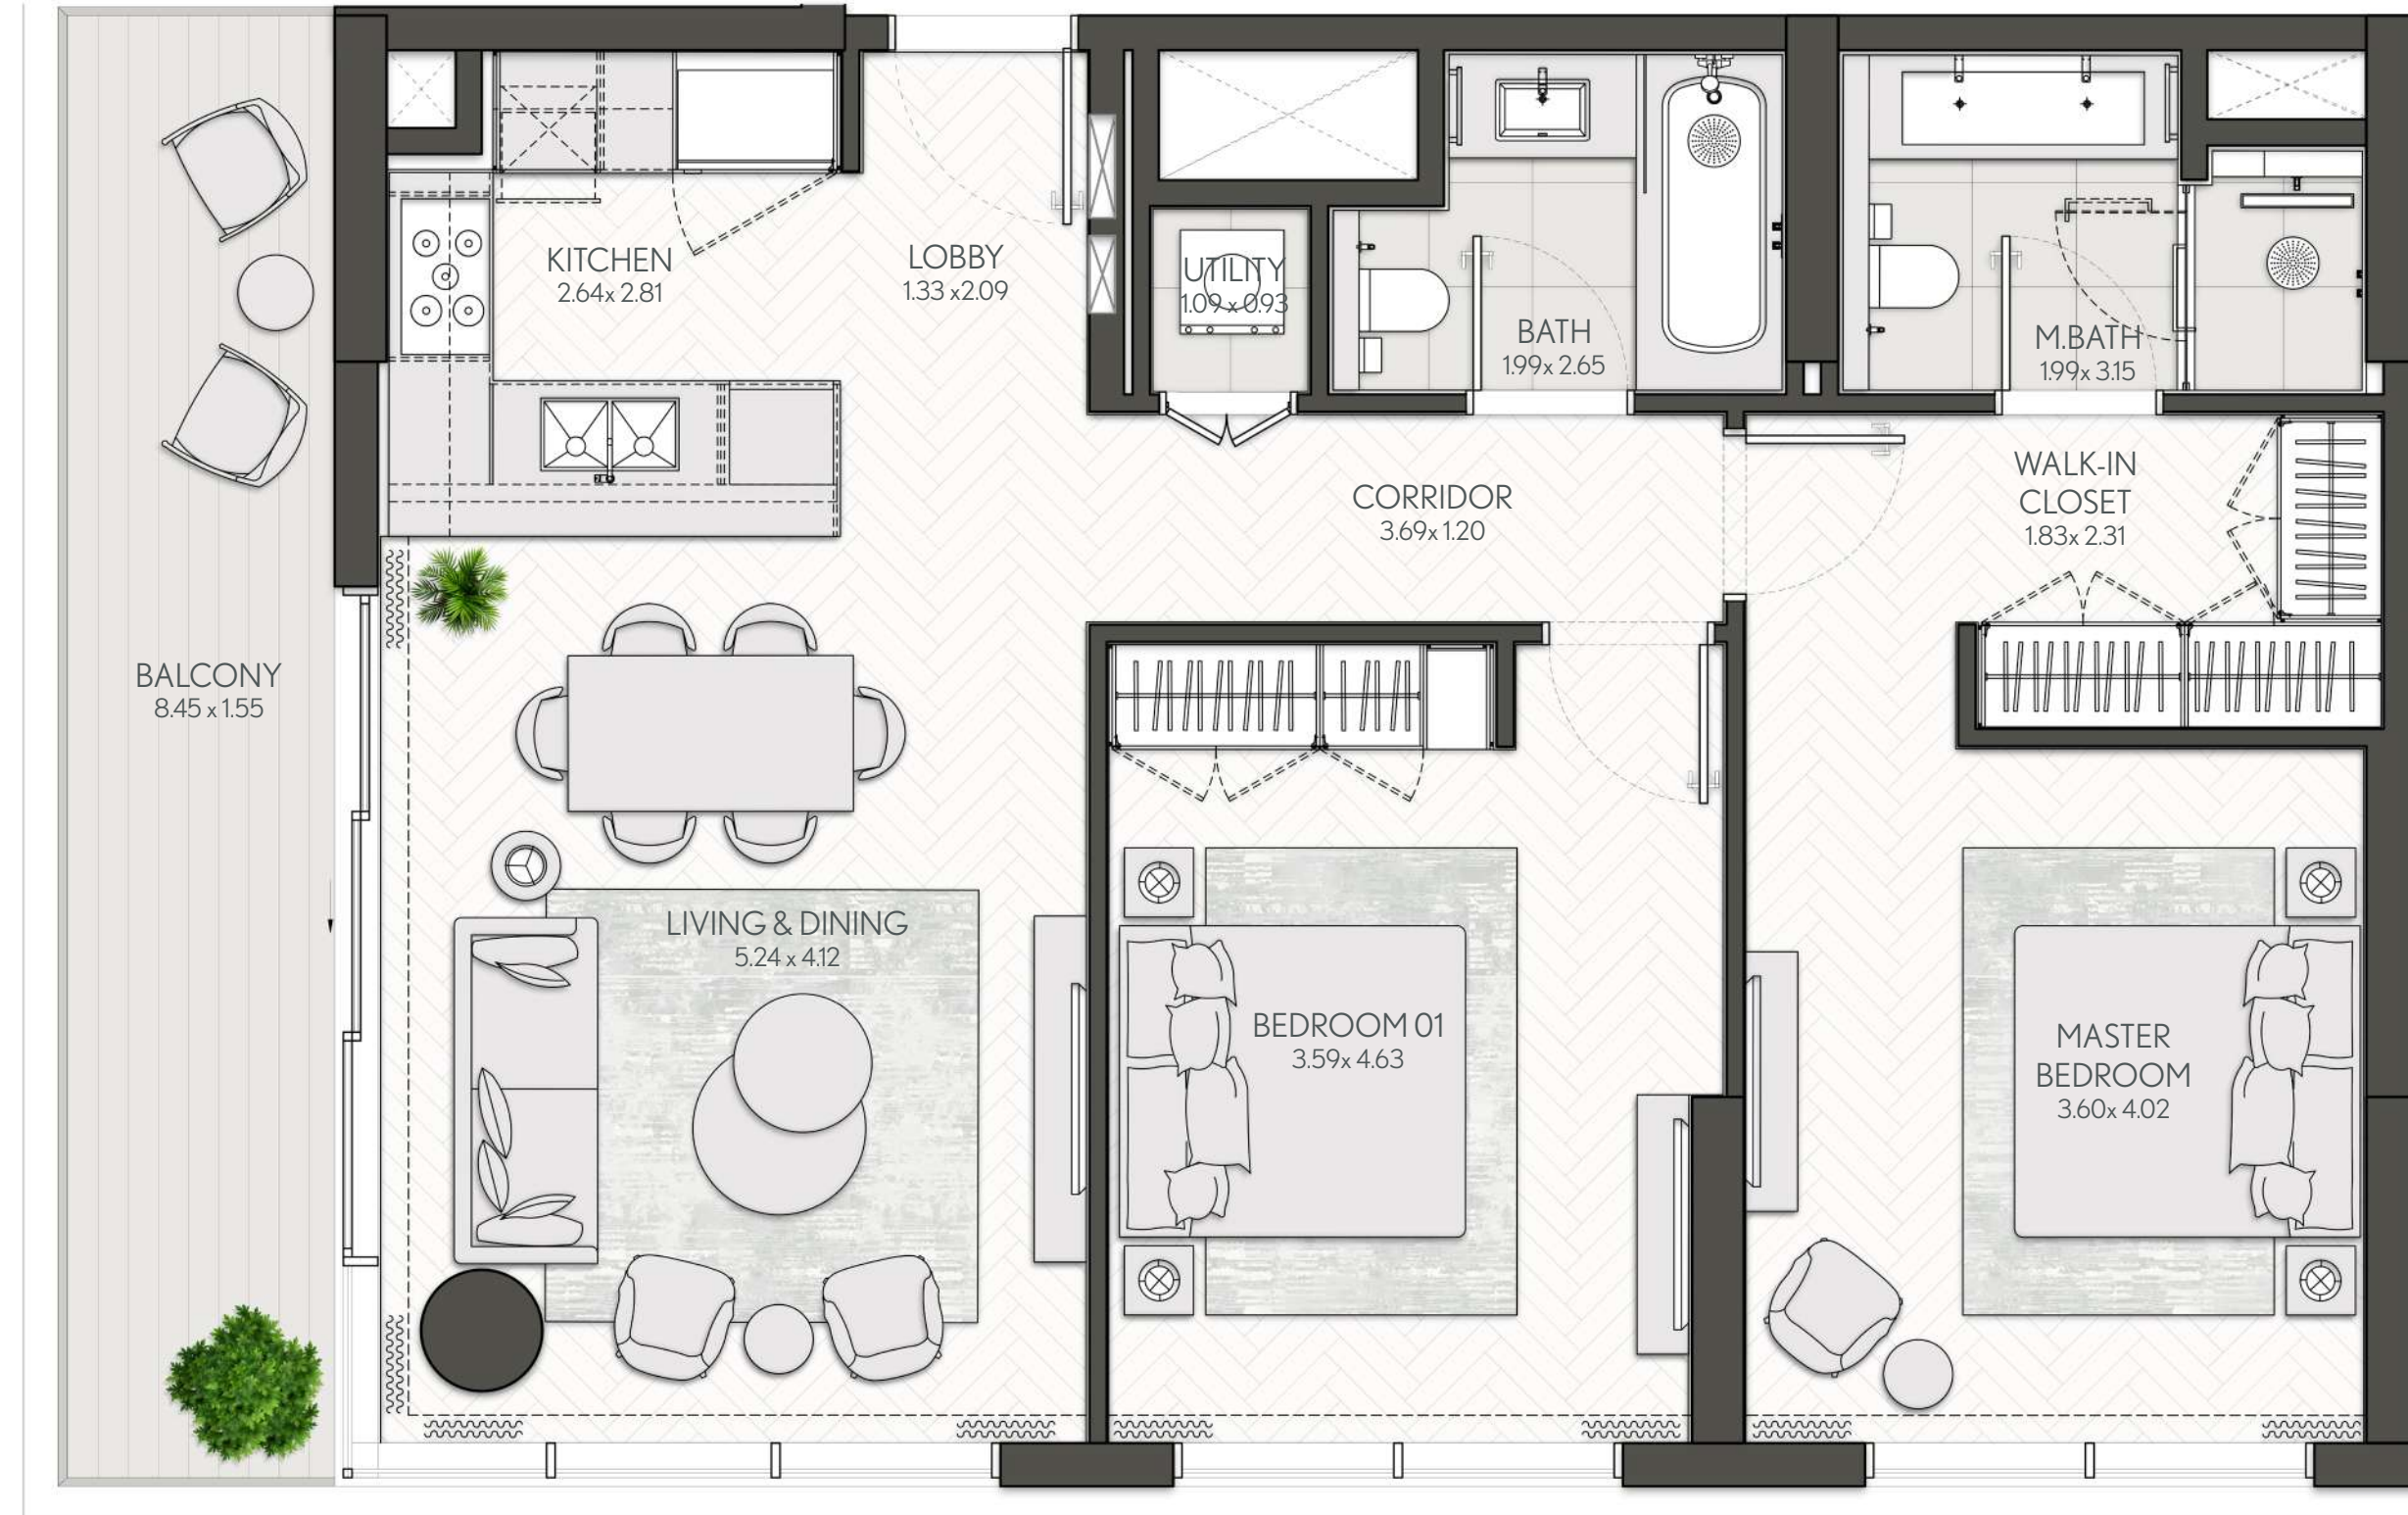 KITCHEN
2.64x 2.81
LOBBY
1.33 x2.09
UTILITY
1.09 x 0.93
BATH
1.99x 2.65
M.BATH
1.99x 3.15
WALK-IN
CLOSET
1.83x 2.31
CORRIDOR
3.69x 1.20
BALCONY
8.45 x 1.55
LIVING & DINING
5.24 x 4.12
BEDROOM 01
3.59x 4.63
MASTER
BEDROOM
3.60x 4.02